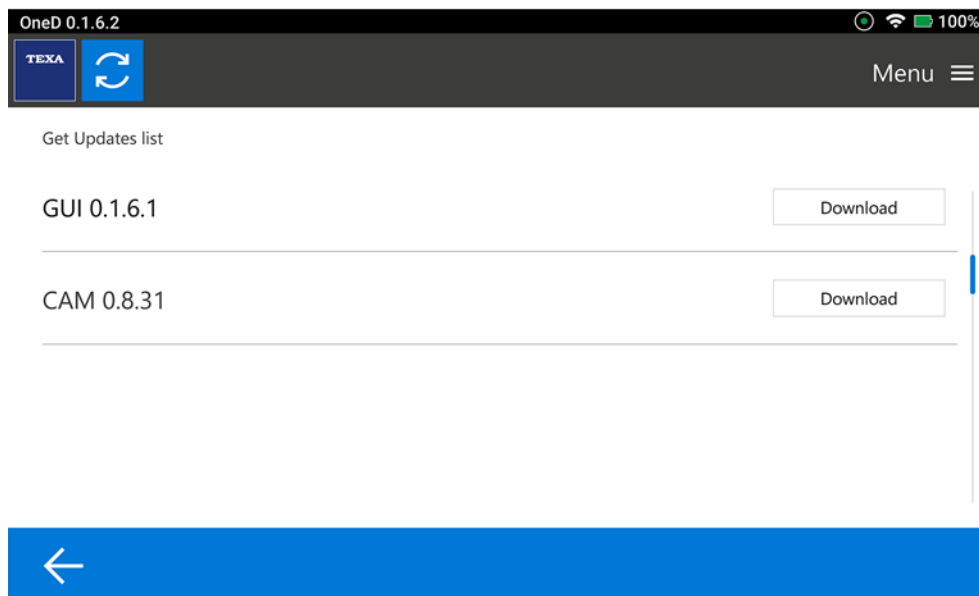 OneD 0.1.6.2 100%
TEXA
Menu
Get Updates list
GUI 0.1.6.1 Download
CAM 0.8.31 Download